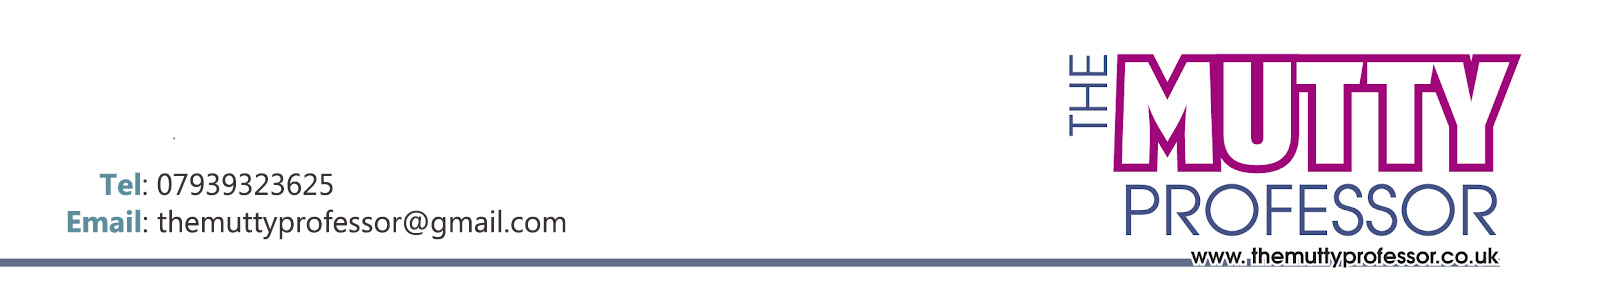 THE
MUTTY
PROFESSOR
www.themuttyprofessor.co.uk
Tel: 07939323625
Email: themuttyprofessor@gmail.com